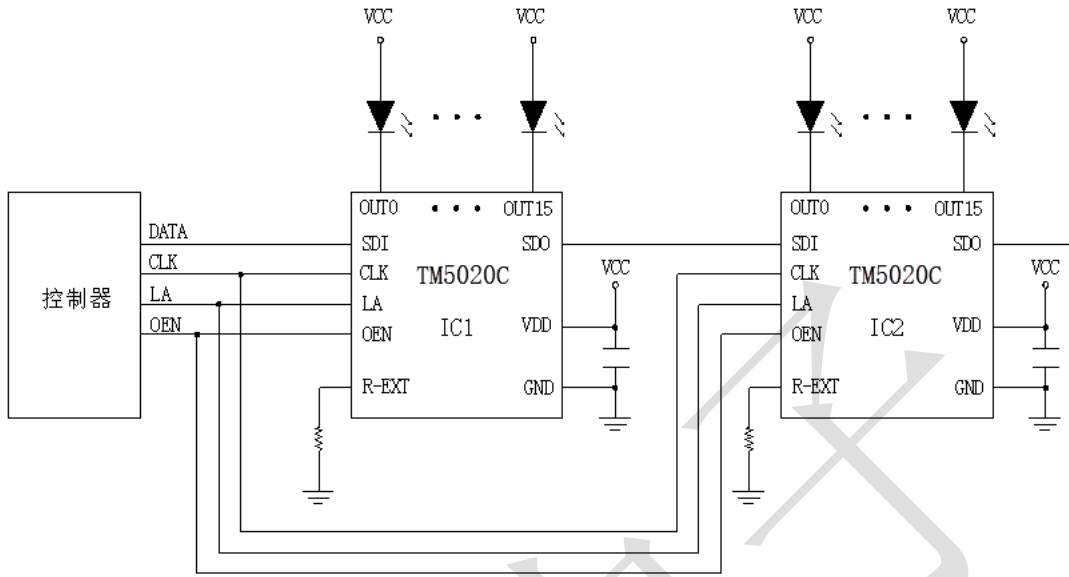 VCC VCC VCC VCC
OUT0 OUT15 OUT0 OUT15
DATA SDI SDO SDI SDO
CLK CLK TM5020C VCC CLK TM5020C VCC
控制器 LA LA LA
OEN OEN IC1 VDD OEN IC2 VDD
R-EXT GND R-EXT GND